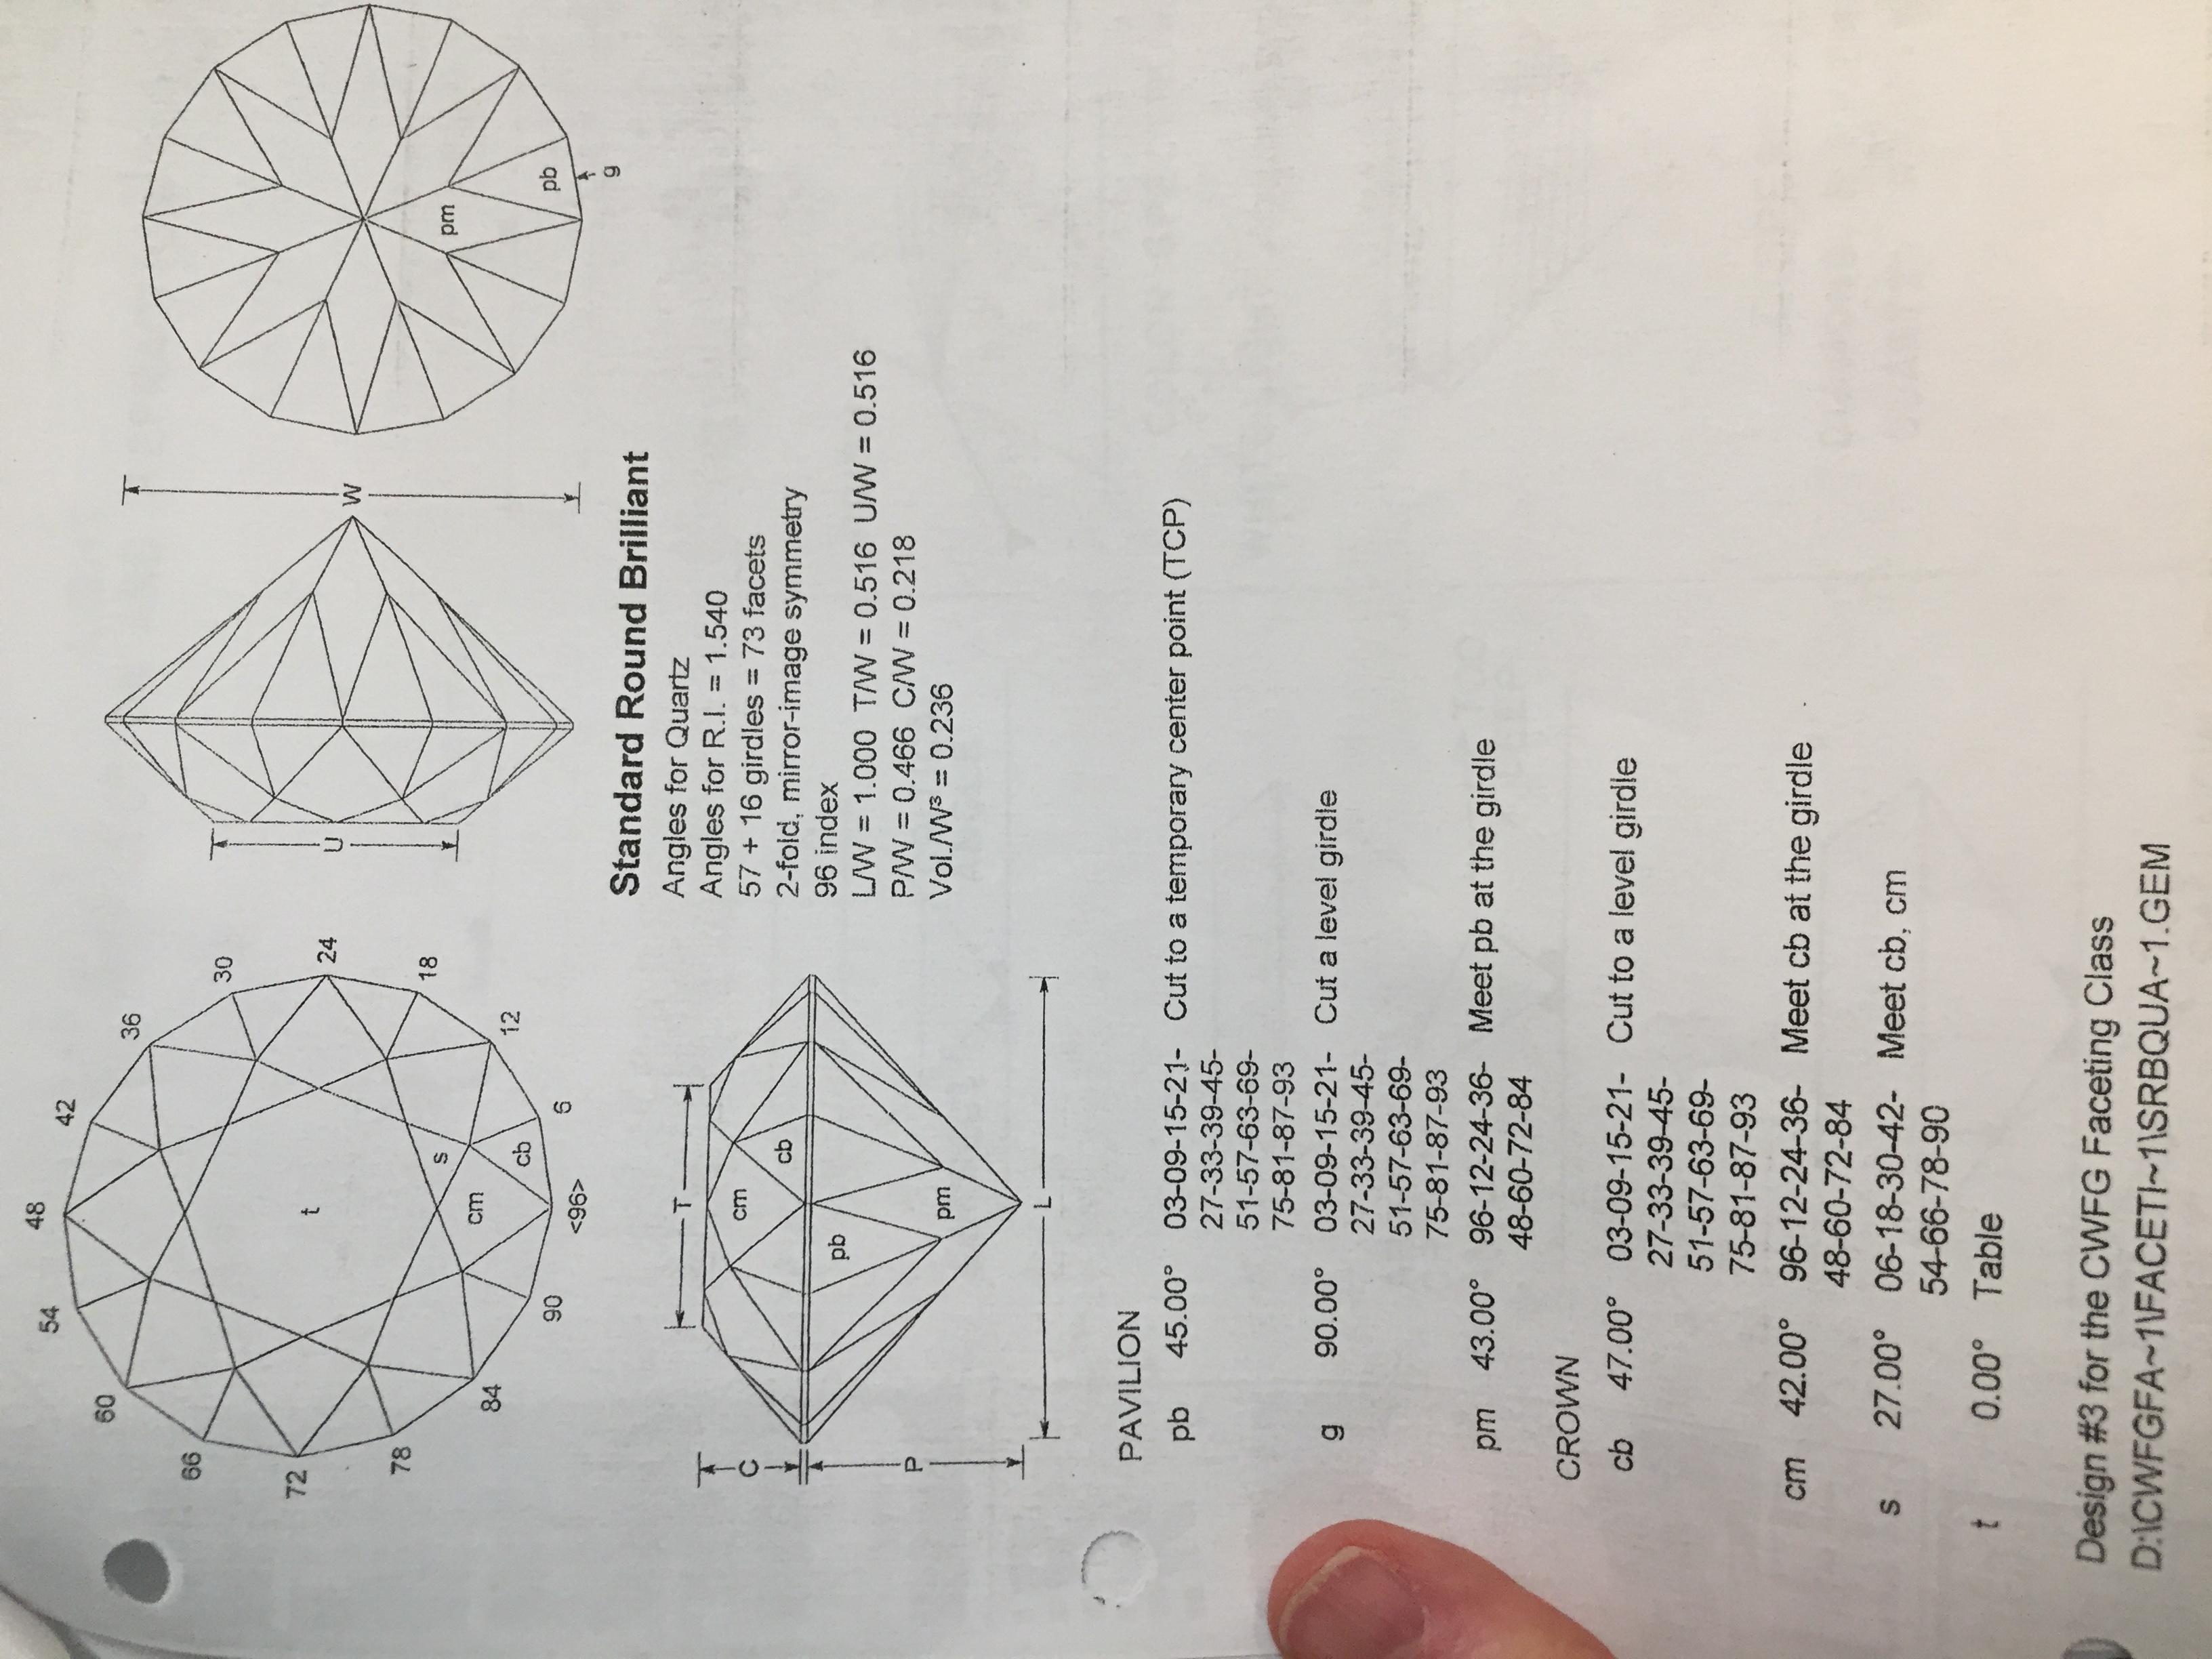 48
54
42
60
36
66
30
72
t
24
78
s
18
cm
84
cb
12
90
6
<96>
U
W
pm
pb
g
T
C
cm
cb
pb
P
pm
L
Standard Round Brilliant
Angles for Quartz
Angles for R.I. = 1.540
57 + 16 girdles = 73 facets
2-fold, mirror-image symmetry
96 index
L/W = 1.000 T/W = 0.516 U/W = 0.516
P/W = 0.466 C/W = 0.218
Vol./W³ = 0.236
PAVILION
pb 45.00° 03-09-15-21- Cut to a temporary center point (TCP)
27-33-39-45-
51-57-63-69-
75-81-87-93
g 90.00° 03-09-15-21- Cut a level girdle
27-33-39-45-
51-57-63-69-
75-81-87-93
pm 43.00° 96-12-24-36- Meet pb at the girdle
48-60-72-84
CROWN
cb 47.00° 03-09-15-21- Cut to a level girdle
27-33-39-45-
51-57-63-69-
75-81-87-93
cm 42.00° 96-12-24-36- Meet cb at the girdle
48-60-72-84
s 27.00° 06-18-30-42- Meet cb, cm
54-66-78-90
t 0.00° Table
Design #3 for the CWFG Faceting Class
D:\CWFGFA~1\FACETI~1\SRBQUA~1.GEM